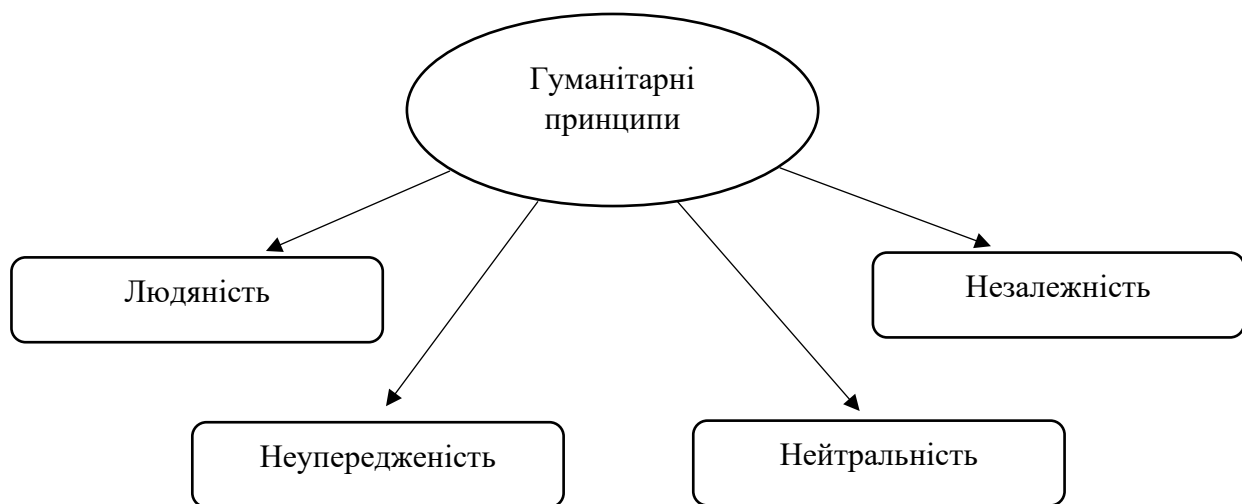 Гуманітарні
принципи
Людяність
Незалежність
Неупередженість
Нейтральність